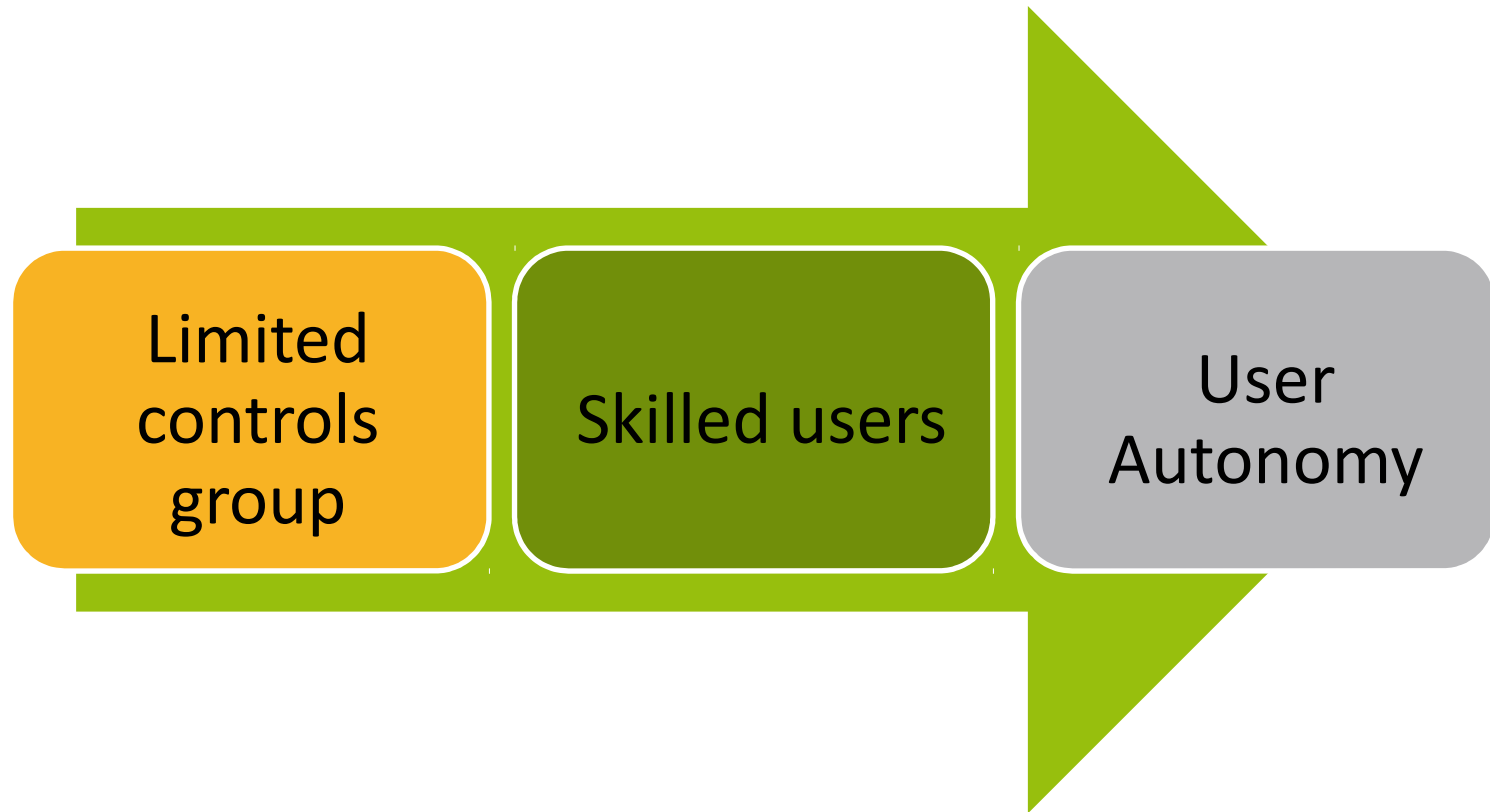 Limited
controls
group
Skilled users
User
Autonomy